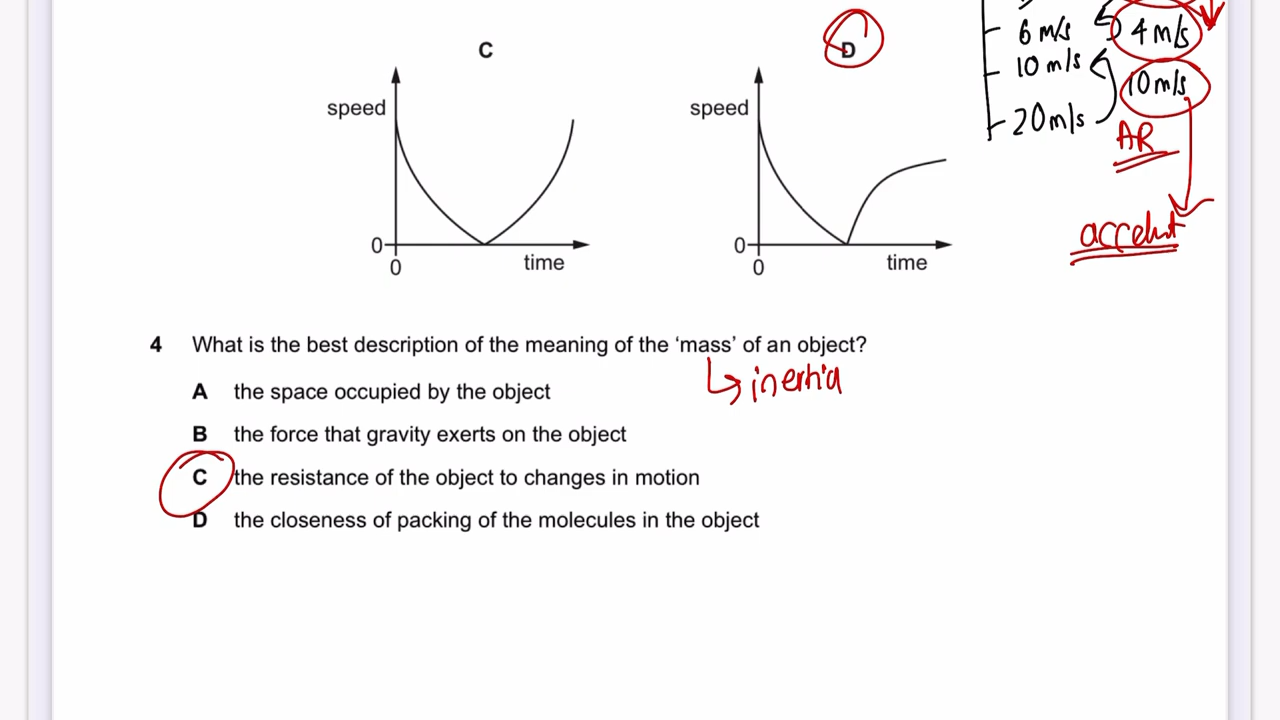 C
D
speed
0
0
time
speed
0
0
time
6 m/s
4 m/s
10 m/s
10 m/s
20 m/s
AR
4 What is the best description of the meaning of the ‘mass’ of an object?
inertia
A the space occupied by the object
B the force that gravity exerts on the object
C the resistance of the object to changes in motion
D the closeness of packing of the molecules in the object